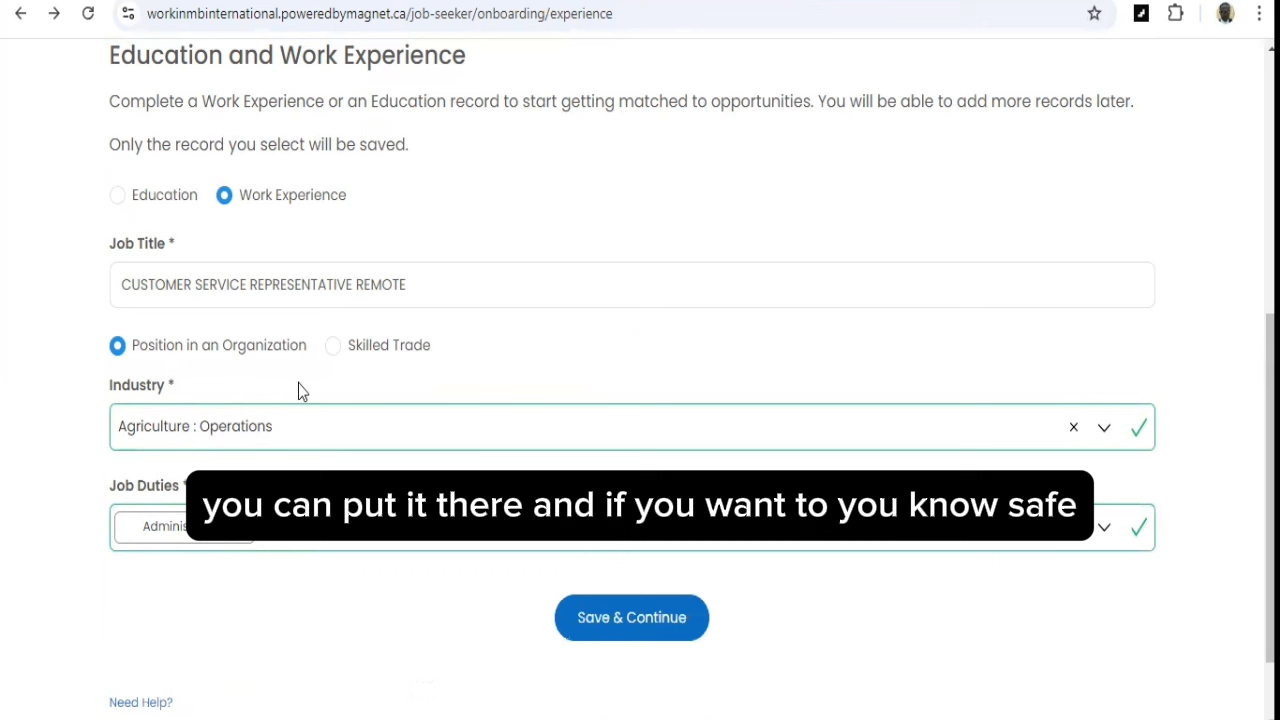 workinmbinternational.poweredbymagnet.ca/job-seeker/onboarding/experience
Education and Work Experience
Complete a Work Experience or an Education record to start getting matched to opportunities. You will be able to add more records later.
Only the record you select will be saved.
Education Work Experience
Job Title *
CUSTOMER SERVICE REPRESENTATIVE REMOTE
Position in an Organization Skilled Trade
Industry *
Agriculture : Operations
Job Duties
you can put it there and if you want to you know safe
Save & Continue
Need Help?